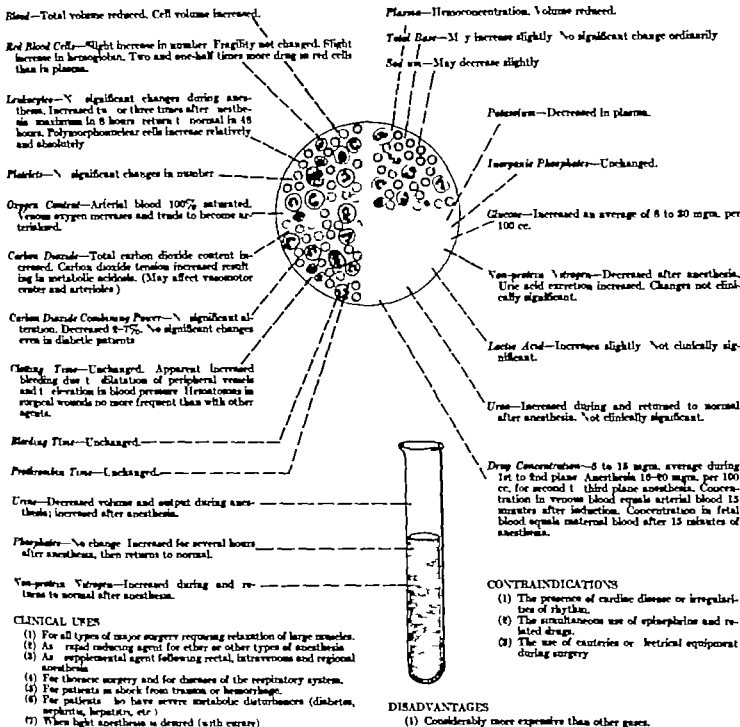 Blood—Total volume reduced. Cell volume increased.
Red Blood Cells—Slight increase in number Fragility not changed. Slight
increase in hemoglobin. Two and one-half times more drug in red cells
than in plasma.
Leukocytes—N significant changes during anes-
thesia. Increased tw or three times after nesthe-
sia maximum in 8 hours return t normal in 48
hours. Polymorphonuclear cells increase relatively
and absolutely
Platelets—N significant changes in number
Oxygen Content—Arterial blood 100% saturated.
Venous oxygen increases and tends to become ar-
terialized.
Carbon Dioxide—Total carbon dioxide content in-
creased. Carbon dioxide tension increased result
ing in metabolic acidosis. (May affect vasomotor
center and arterioles)
Carbon Dioxide Combining Power—N significant al-
teration. Decreased 2-7%. No significant changes
even in diabetic patients
Clotting Time—Unchanged. Apparent increased
bleeding due t dilatation of peripheral vessels
and t elevation in blood pressure Hematomas in
surgical wounds no more frequent than with other
agents.
Bleeding Time—Unchanged.
Prothrombin Time—Unchanged.
Urine—Decreased volume and output during anes-
thesia; increased after anesthesia.
Phosphates—No change Increased for several hours
after anesthesia, then returns to normal.
Non-protein Nitrogen—Increased during and re-
turns to normal after anesthesia.
CLINICAL USES
(1) For all types of major surgery requiring relaxation of large muscles.
(2) As rapid reducing agent for ether or other types of anesthesia
(3) As supplemental agent following rectal, intravenous and regional
anesthesia
(4) For thoracic surgery and for diseases of the respiratory system.
(5) For patients in shock from trauma or hemorrhage.
(6) For patients ho have severe metabolic disturbances (diabetes,
nephritis, hepatitis, etc)
(7) When light anesthesia is desired (with curare)
Plasma—Hemoconcentration. Volume reduced.
Total Base—M y increase slightly No significant change ordinarily
Sod um—May decrease slightly
Potassium—Decreased in plasma.
Inorganic Phosphates—Unchanged.
Glucose—Increased an average of 8 to 20 mgm. per
100 cc.
Non-protein Nitrogen—Decreased after anesthesia.
Uric acid excretion increased. Changes not clini-
cally significant.
Lactic Acid—Increases slightly Not clinically sig-
nificant.
Urea—Increased during and returned to normal
after anesthesia. Not clinically significant.
Drug Concentration—5 to 15 mgm. average during
1st to 2nd plane Anesthesia 15-20 mgm. per 100
cc. for second t third plane anesthesia. Concen-
tration in venous blood equals arterial blood 15
minutes after induction. Concentration in fetal
blood equals maternal blood after 15 minutes of
anesthesia.
CONTRAINDICATIONS
(1) The presence of cardiac disease or irregulari-
ties of rhythm.
(2) The simultaneous use of epinephrine and re-
lated drugs.
(3) The use of cauteries or lectrical equipment
during surgery
DISADVANTAGES
(1) Considerably more expensive than other gases.